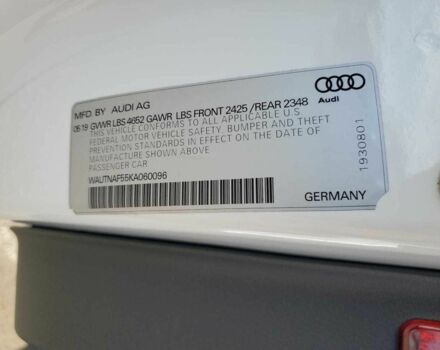 MFD. BY AUDI AG
06 19 GVWR LBS 4652 GAWR LBS FRONT 2425 / REAR 2348
THIS VEHICLE CONFORMS TO ALL APPLICABLE U.S.
FEDERAL MOTOR VEHICLE SAFETY, BUMPER AND THEFT
PREVENTION STANDARDS IN EFFECT ON THE DATE OF
MANUFACTURE SHOWN ABOVE
PASSENGER CAR
WAUTNAF55KA060096
Audi
1930801
GERMANY